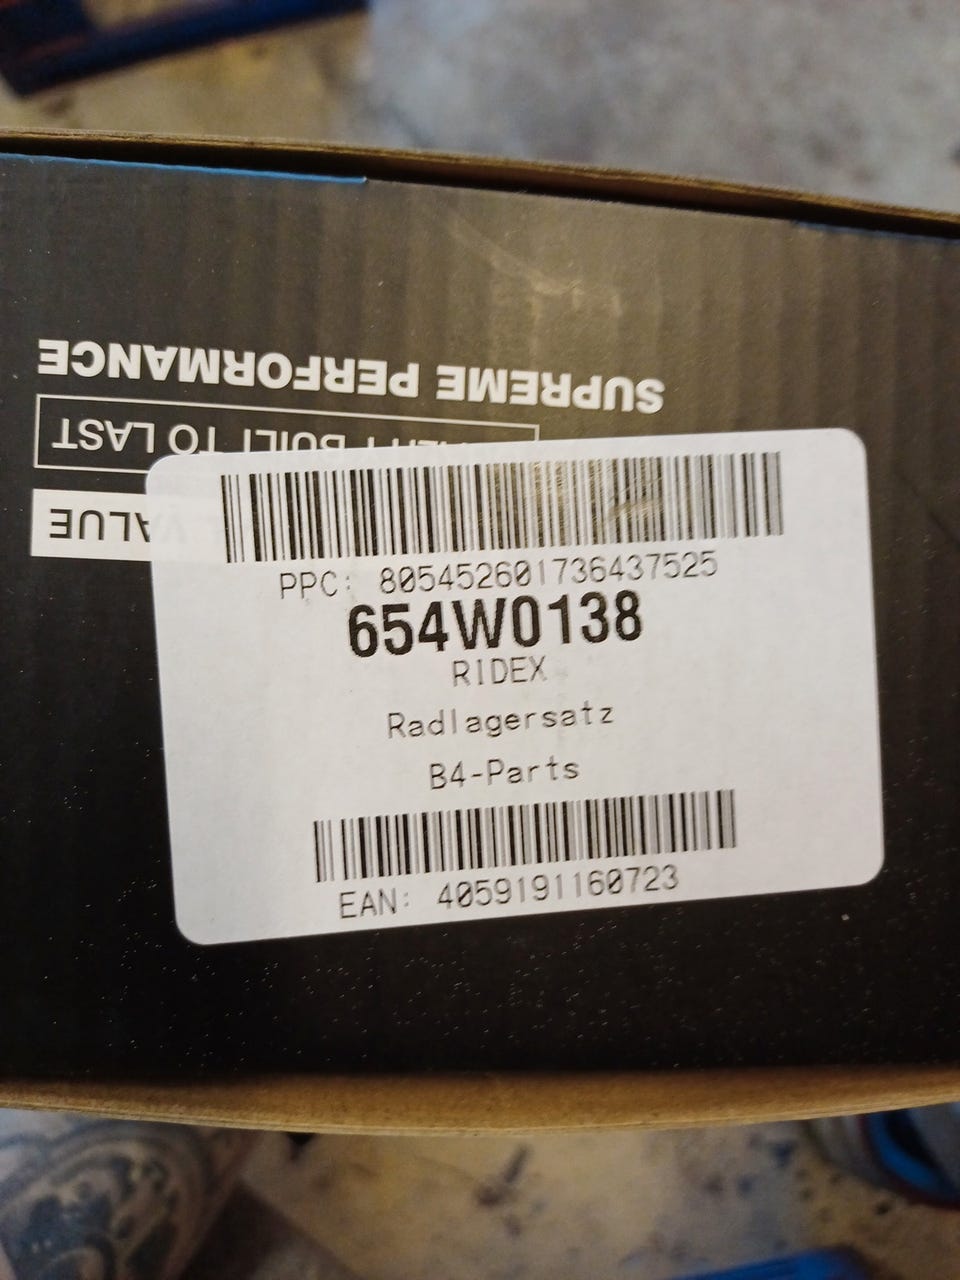 SUPREME PERFORMANCE
BUILT TO LAST
VALUE
PPC: 805452601736437525
654W0138
RIDEX
Radlagersatz
B4-Parts
EAN: 4059191160723